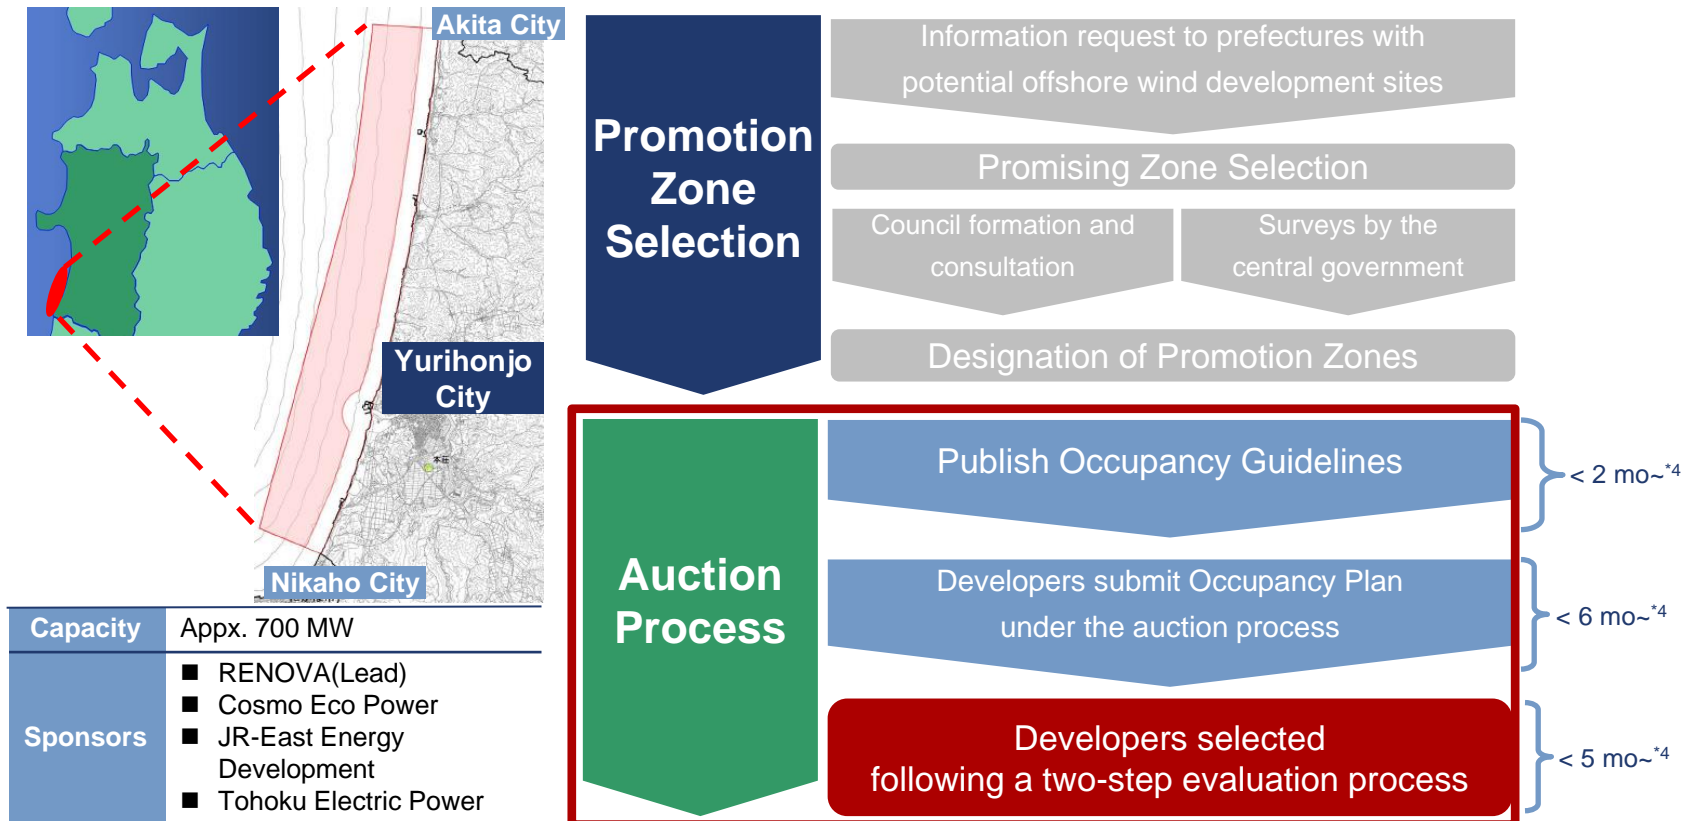 Akita City
Yurihonjo
City
本荘
Nikaho City
Capacity
Appx. 700 MW
Sponsors
■ RENOVA(Lead)
■ Cosmo Eco Power
■ JR-East Energy
Development
■ Tohoku Electric Power
Promotion
Zone
Selection
Information request to prefectures with
potential offshore wind development sites
Promising Zone Selection
Council formation and
consultation
Surveys by the
central government
Designation of Promotion Zones
Auction
Process
Publish Occupancy Guidelines
< 2 mo~*4
Developers submit Occupancy Plan
under the auction process
< 6 mo~*4
Developers selected
following a two-step evaluation process
< 5 mo~*4